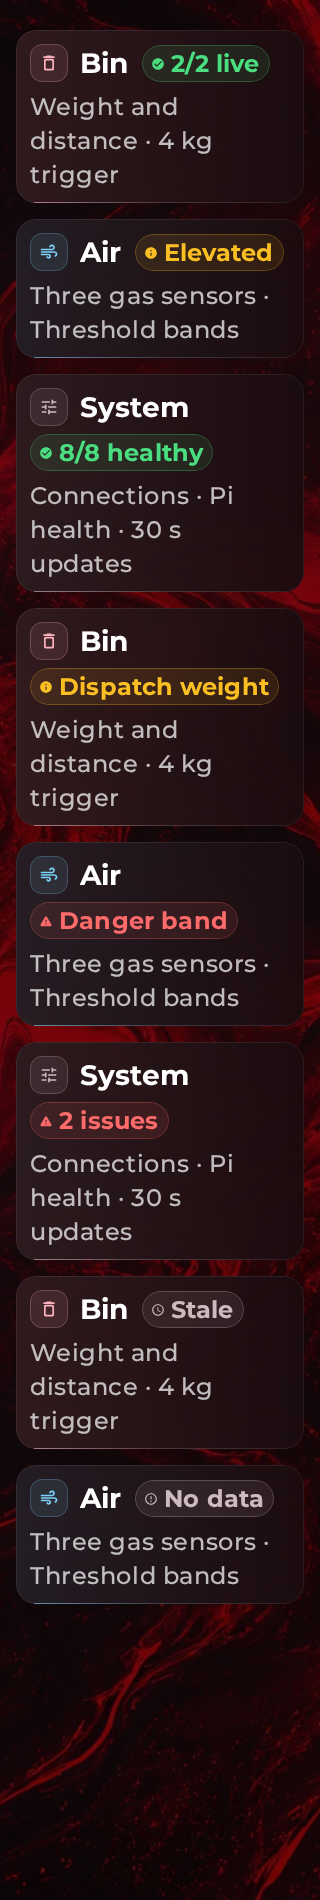 Bin 2/2 live
Weight and
distance · 4 kg
trigger
Air Elevated
Three gas sensors ·
Threshold bands
System
8/8 healthy
Connections · Pi
health · 30 s
updates
Bin
Dispatch weight
Weight and
distance · 4 kg
trigger
Air
Danger band
Three gas sensors ·
Threshold bands
System
2 issues
Connections · Pi
health · 30 s
updates
Bin Stale
Weight and
distance · 4 kg
trigger
Air No data
Three gas sensors ·
Threshold bands